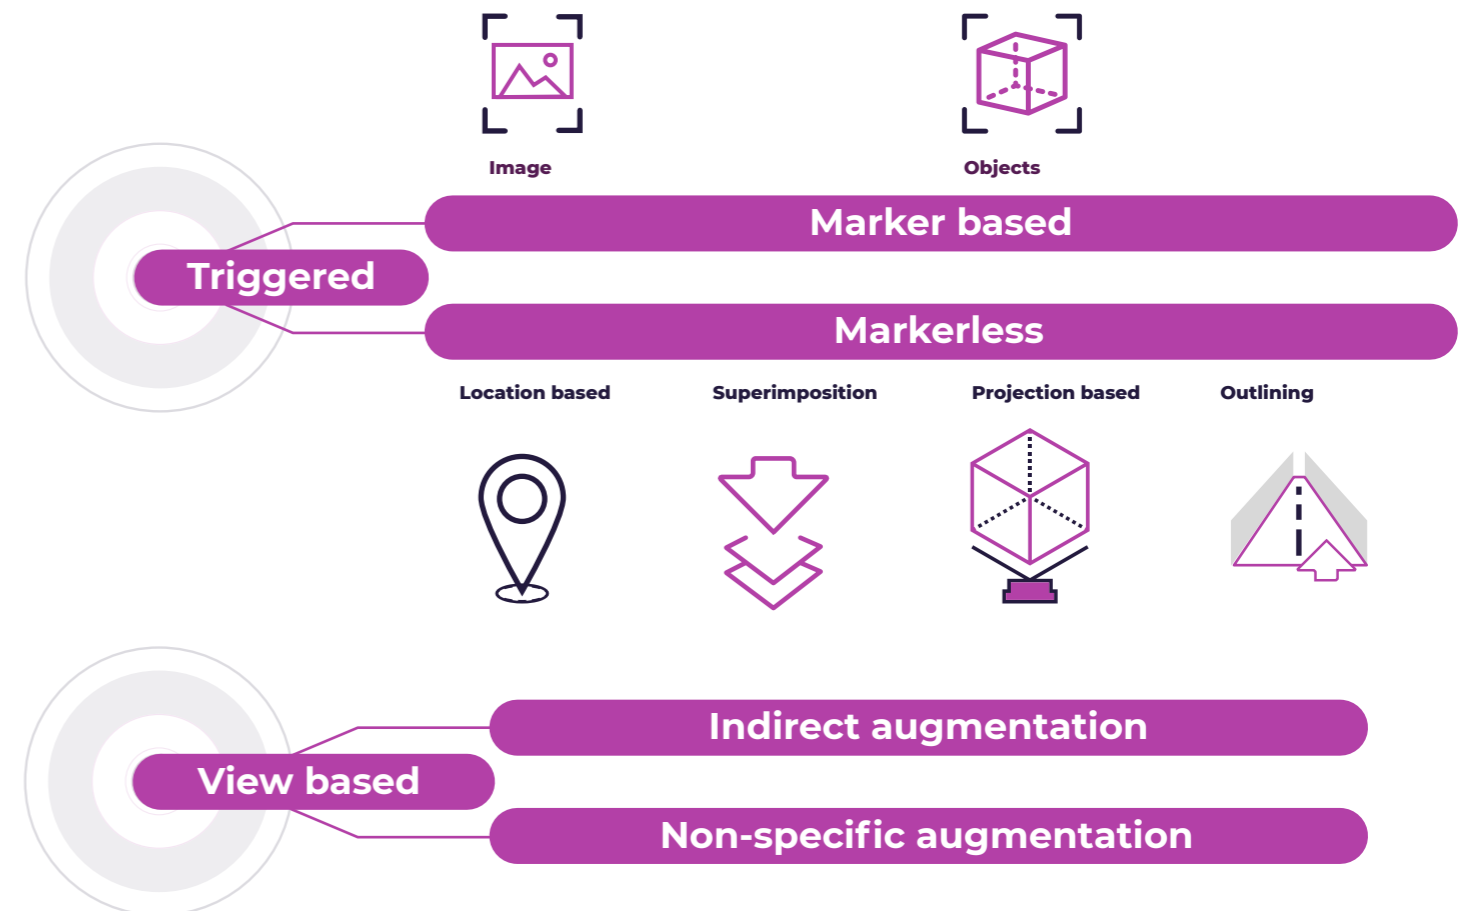 Image
Objects
Marker based
Triggered
Markerless
Location based
Superimposition
Projection based
Outlining
Indirect augmentation
View based
Non-specific augmentation